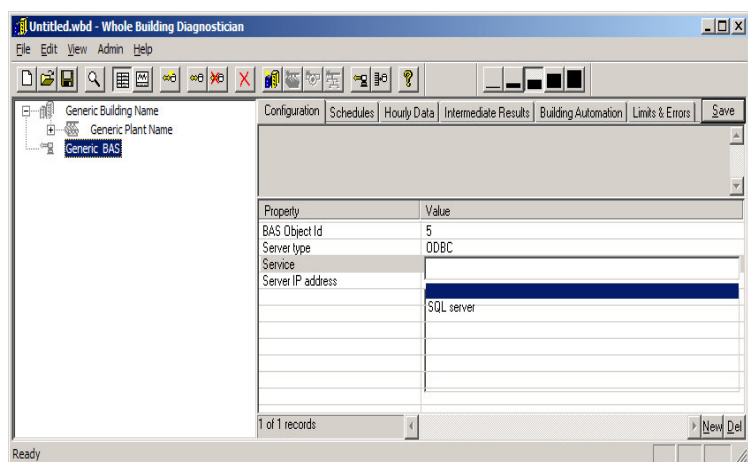 Untitled.wbd - Whole Building Diagnostician
File Edit View Admin Help
Generic Building Name
Generic Plant Name
Generic BAS
Configuration Schedules Hourly Data Intermediate Results Building Automation Limits & Errors Save
Property Value
BAS Object Id 5
Server type ODBC
Service
Server IP address
SQL server
1 of 1 records
New Del
Ready